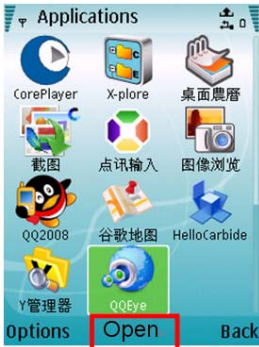 Applications
CorePlayer
X-plore
桌面農曆
截图
点讯输入
图像浏览
QQ2008
谷歌地图
HelloCarbide
Y管理器
QQEye
Options
Open
Back